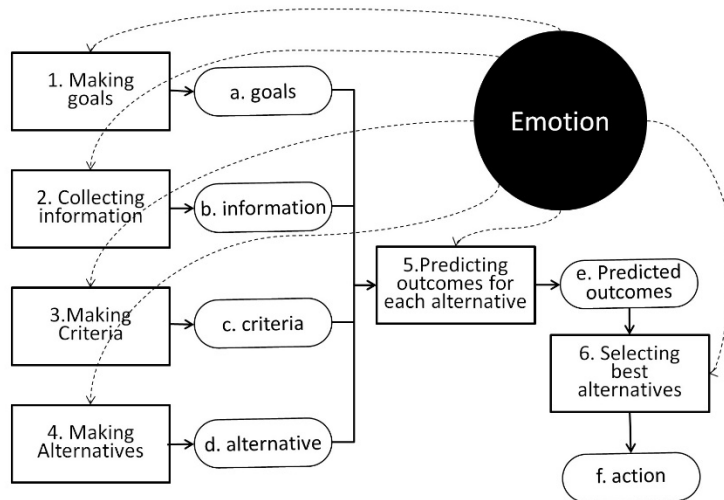 1. Making
goals
a. goals
Emotion
2. Collecting
information
b. information
5.Predicting
outcomes for
each alternative
e. Predicted
outcomes
3.Making
Criteria
c. criteria
6. Selecting
best
alternatives
4. Making
Alternatives
d. alternative
f. action